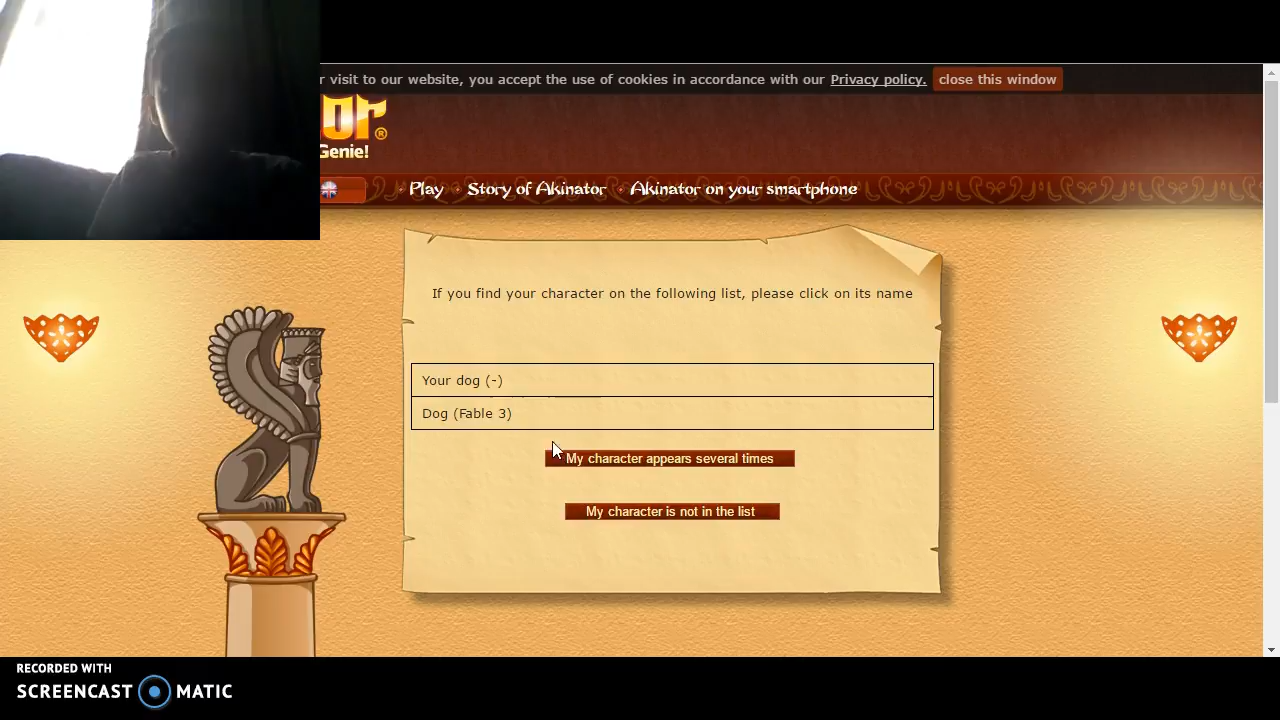 r visit to our website, you accept the use of cookies in accordance with our Privacy policy. close this window
or®
Genie!
Play Story of Akinator Akinator on your smartphone
If you find your character on the following list, please click on its name
Your dog (-)
Dog (Fable 3)
My character appears several times
My character is not in the list
RECORDED WITH
SCREENCAST MATIC